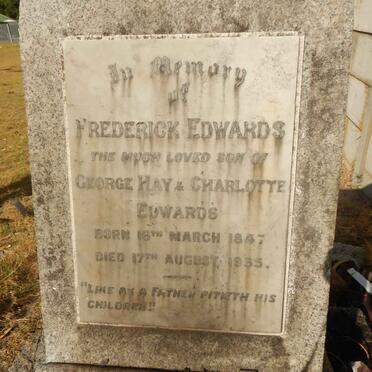 In Memory
of
FREDERICK EDWARDS
THE MUCH LOVED SON OF
GEORGE HAY & CHARLOTTE
EDWARDS
BORN 16TH MARCH 1847
DIED 17TH AUGUST 1935.
"LIKE AS A FATHER PITIETH HIS
CHILDREN."